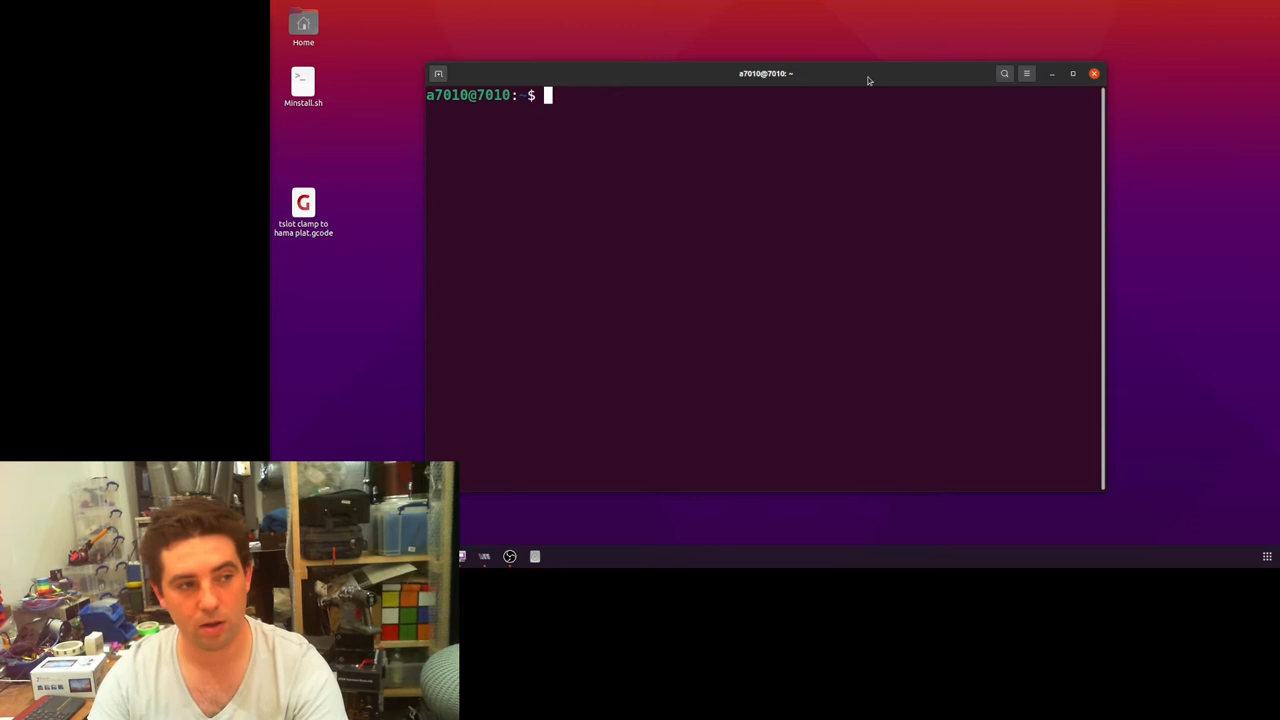 Home
Minstall.sh
G
tslot clamp to
hama plat.gcode
a7010@7010: ~
a7010@7010:~$